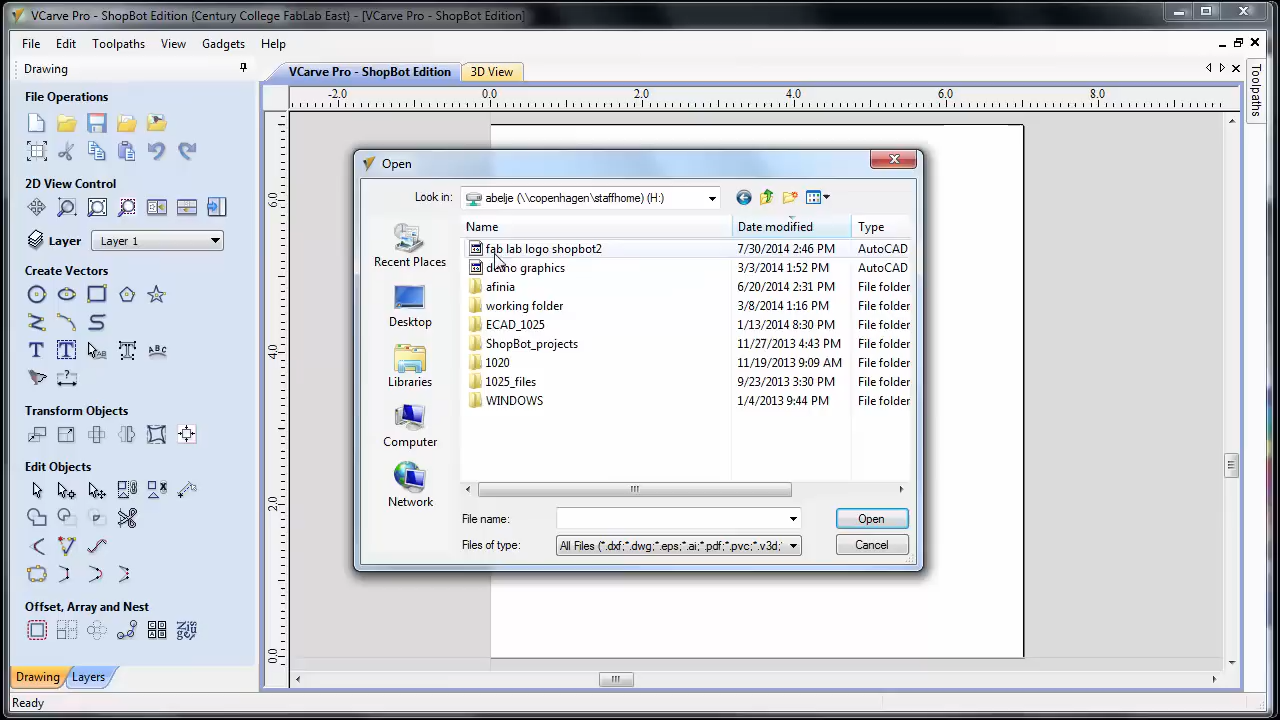 VCarve Pro - ShopBot Edition {Century College FabLab East} - [VCarve Pro - ShopBot Edition]
File Edit Toolpaths View Gadgets Help
Drawing
VCarve Pro - ShopBot Edition 3D View
Toolpaths
File Operations
2D View Control
Layer Layer 1
Create Vectors
Transform Objects
Edit Objects
Offset, Array and Nest
Drawing Layers
Ready
-2.0 0.0 2.0 4.0 6.0 8.0
6.0
4.0
2.0
0.0
Open
Look in: abelje (\\copenhagen\staffhome) (H:)
Recent Places
Desktop
Libraries
Computer
Network
Name Date modified Type
fab lab logo shopbot2 7/30/2014 2:46 PM AutoCAD
demo graphics 3/3/2014 1:52 PM AutoCAD
afinia 6/20/2014 2:31 PM File folder
working folder 3/8/2014 1:16 PM File folder
ECAD_1025 1/13/2014 8:30 PM File folder
ShopBot_projects 11/27/2013 4:43 PM File folder
1020 11/19/2013 9:09 AM File folder
1025_files 9/23/2013 3:30 PM File folder
WINDOWS 1/4/2013 9:44 PM File folder
File name: Open
Files of type: All Files (*.dxf;*.dwg;*.eps;*.ai;*.pdf;*.pvc;*.v3d; Cancel